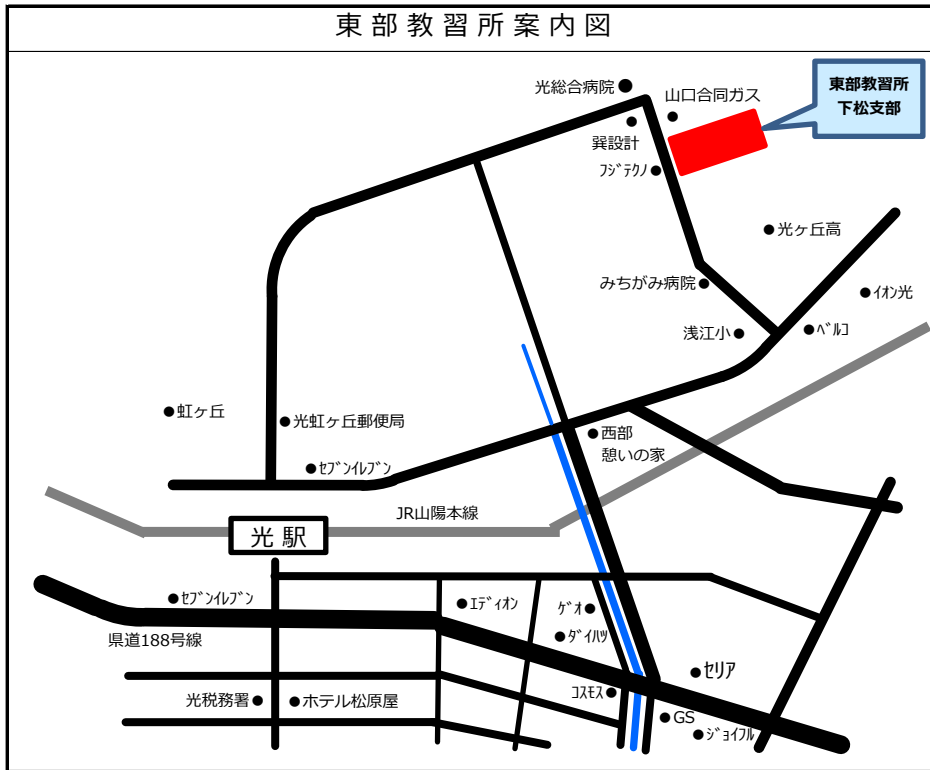 東部教習所案内図
光総合病院
山口合同ガス
東部教習所
下松支部
巽設計
ﾌｼﾞﾃｸﾉ
光ヶ丘高
みちがみ病院
ｲｵﾝ光
浅江小
ﾍﾞﾙｺ
虹ヶ丘
光虹ヶ丘郵便局
西部
憩いの家
ｾﾌﾞﾝｲﾚﾌﾞﾝ
JR山陽本線
光駅
ｾﾌﾞﾝｲﾚﾌﾞﾝ
ｴﾃﾞｨｵﾝ
ｹﾞｵ
県道188号線
ﾀﾞｲﾊﾂ
ｾﾘｱ
光税務署
ホテル松原屋
ｺｽﾓｽ
GS
ｼﾞｮｲﾌﾙ